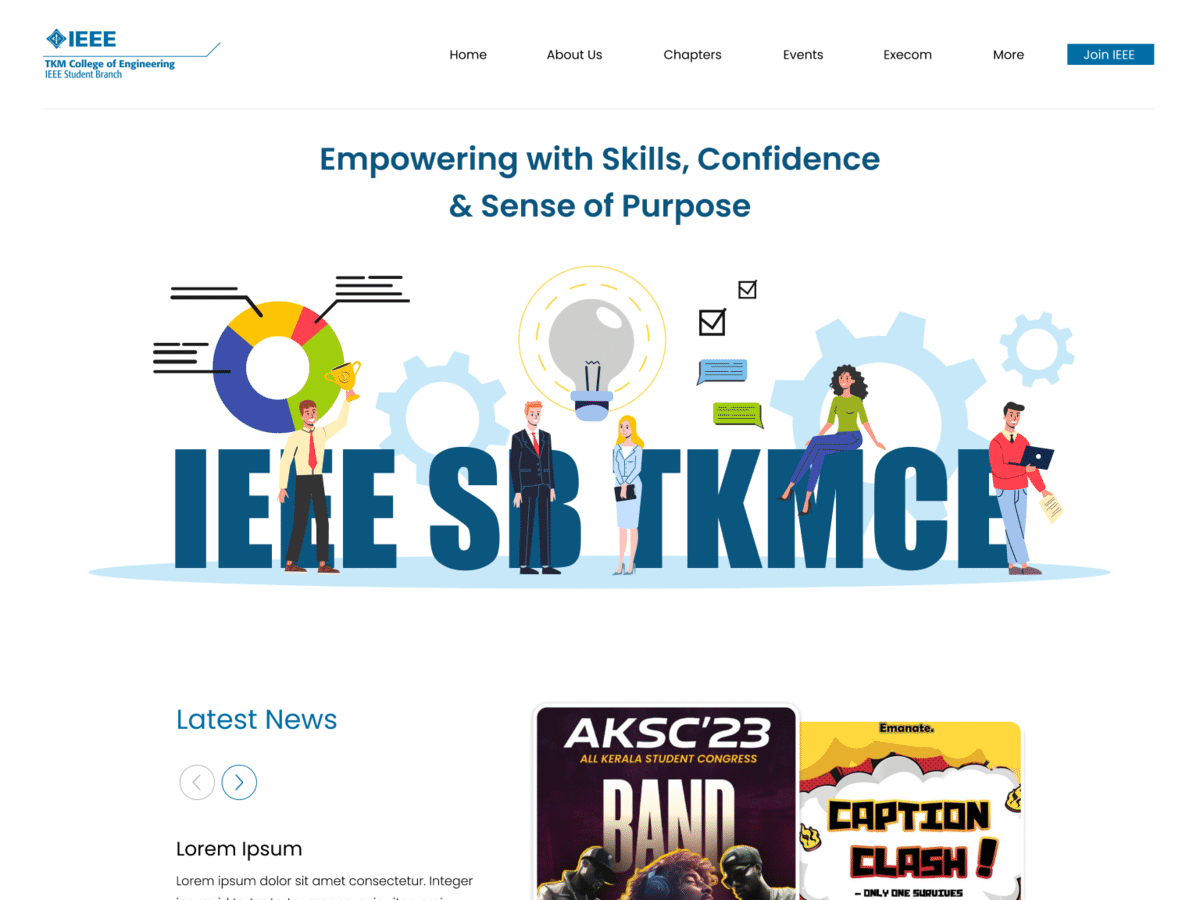 IEEE
TKM College of Engineering
IEEE Student Branch
Home
About Us
Chapters
Events
Execom
More
Join IEEE
Empowering with Skills, Confidence
& Sense of Purpose
IEEE SB TKMCE
Latest News
Lorem Ipsum
Lorem ipsum dolor sit amet consectetur. Integer
AKSC'23
ALL KERALA STUDENT CONGRESS
BAND
Emanate.
CAPTION
CLASH!
- ONLY ONE SURVIVES